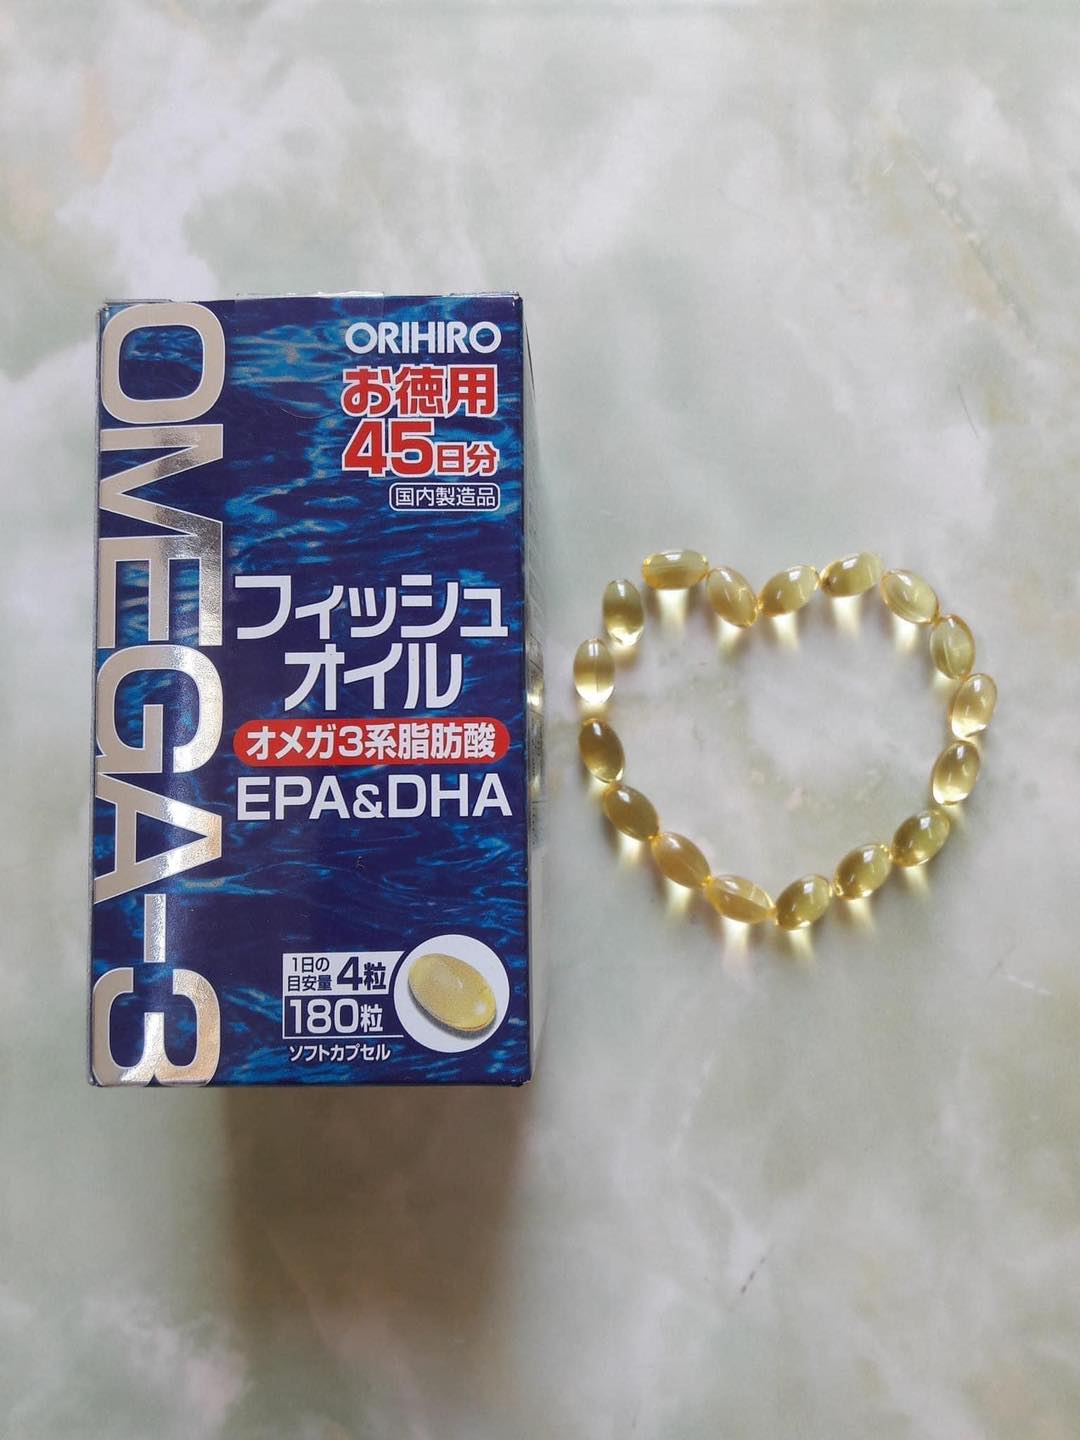 OMEGA-3
ORIHIRO
お徳用
45日分
国内製造品
フィッシュ
オイル
オメガ3系脂肪酸
EPA&DHA
1日の
目安量 4粒
180粒
ソフトカプセル